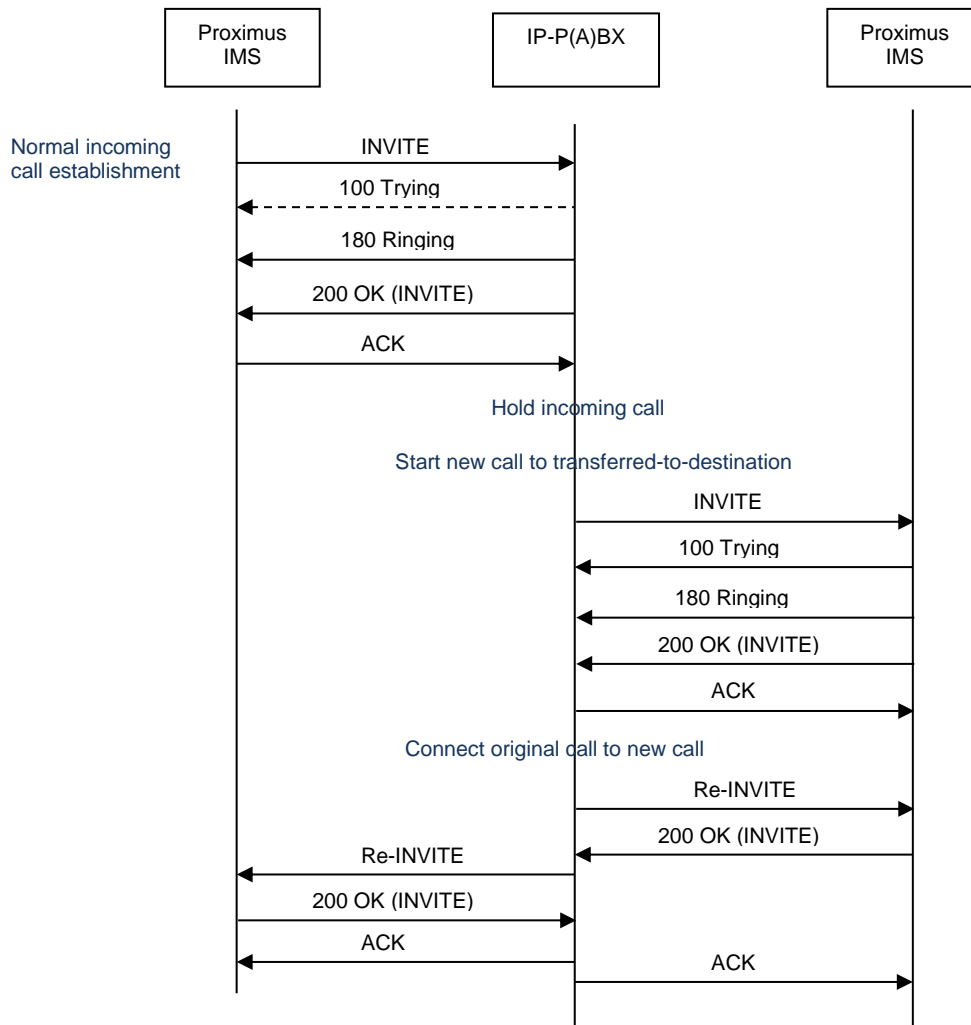 Proximus
IMS
IP-P(A)BX
Proximus
IMS
Normal incoming
call establishment
INVITE
100 Trying
180 Ringing
200 OK (INVITE)
ACK
Hold incoming call
Start new call to transferred-to-destination
INVITE
100 Trying
180 Ringing
200 OK (INVITE)
ACK
Connect original call to new call
Re-INVITE
200 OK (INVITE)
Re-INVITE
200 OK (INVITE)
ACK
ACK